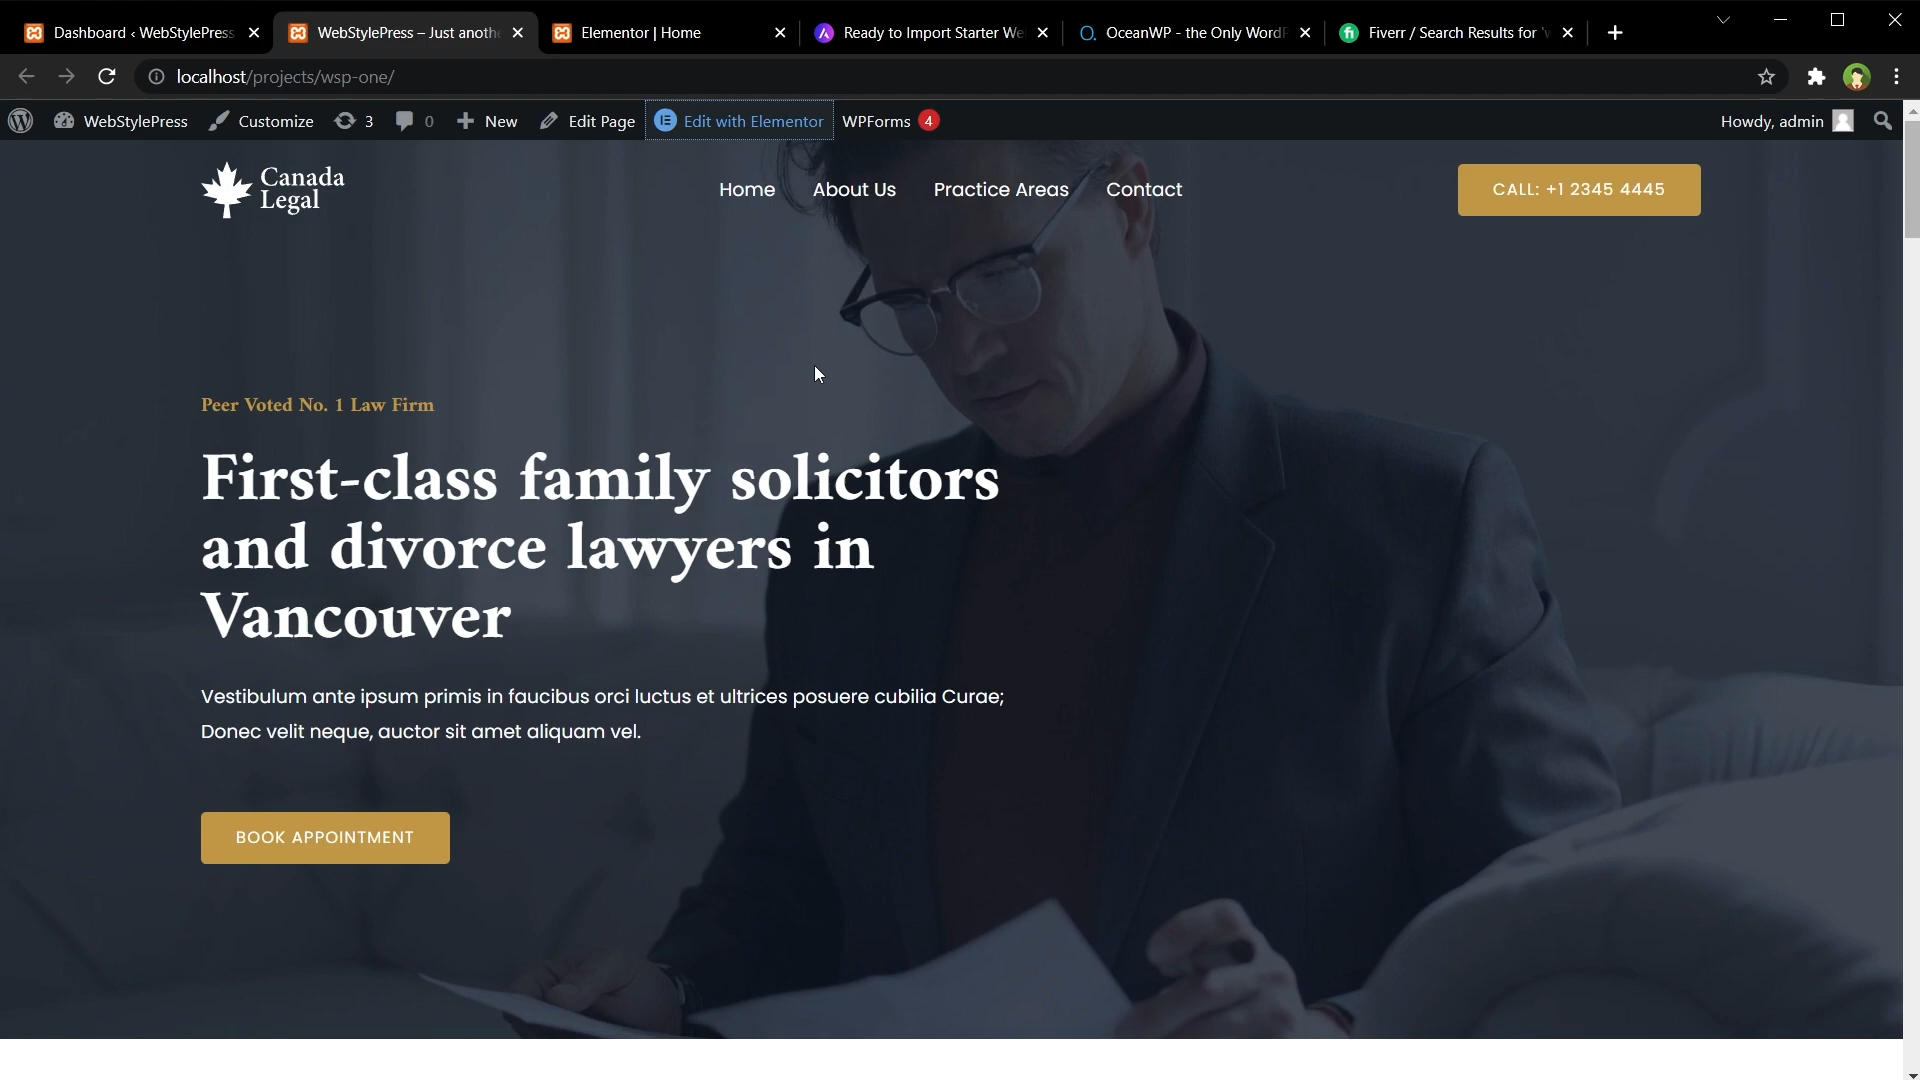 Dashboard ‹ WebStylePress
WebStylePress – Just anoth
Elementor | Home
Ready to Import Starter We
OceanWP - the Only WordP
Fiverr / Search Results for 'w
localhost/projects/wsp-one/
WebStylePress
Customize
3
0
New
Edit Page
Edit with Elementor
WPForms 4
Howdy, admin
Canada
Legal
Home
About Us
Practice Areas
Contact
CALL: +1 2345 4445
Peer Voted No. 1 Law Firm
First-class family solicitors
and divorce lawyers in
Vancouver
Vestibulum ante ipsum primis in faucibus orci luctus et ultrices posuere cubilia Curae;
Donec velit neque, auctor sit amet aliquam vel.
BOOK APPOINTMENT